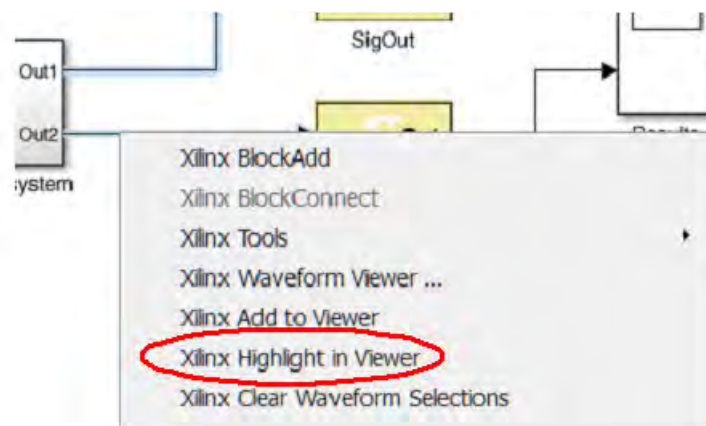 SigOut
Out1
Out2
system
Xilinx BlockAdd
Xilinx BlockConnect
Xilinx Tools
Xilinx Waveform Viewer ...
Xilinx Add to Viewer
Xilinx Highlight in Viewer
Xilinx Clear Waveform Selections